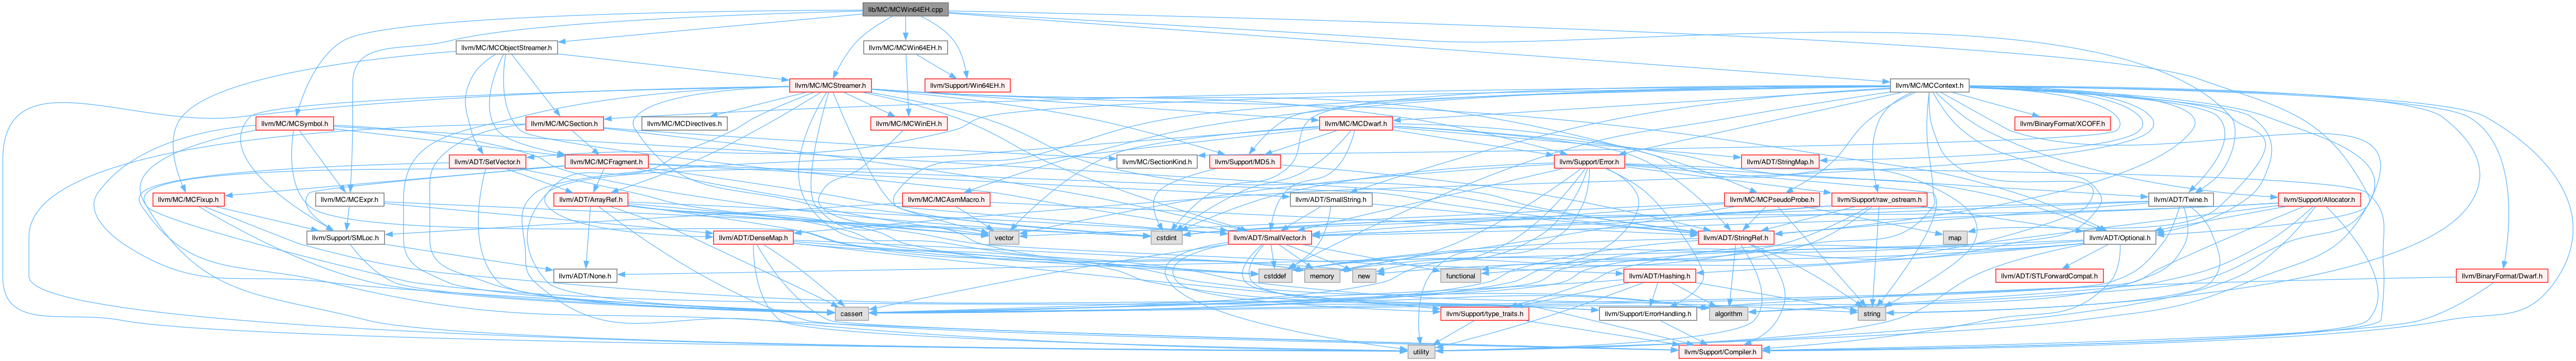 lib/MC/MCWin64EH.cpp
llvm/MC/MCObjectStreamer.h
llvm/MC/MCWin64EH.h
llvm/MC/MCStreamer.h
llvm/Support/Win64EH.h
llvm/MC/MCContext.h
llvm/MC/MCSymbol.h
llvm/MC/MCSection.h
llvm/MC/MCDirectives.h
llvm/MC/MCWinEH.h
llvm/MC/MCDwarf.h
llvm/BinaryFormat/XCOFF.h
llvm/ADT/SetVector.h
llvm/MC/MCFragment.h
llvm/MC/SectionKind.h
llvm/Support/MD5.h
llvm/Support/Error.h
llvm/ADT/StringMap.h
llvm/MC/MCFixup.h
llvm/MC/MCExpr.h
llvm/ADT/ArrayRef.h
llvm/MC/MCAsmMacro.h
llvm/ADT/SmallString.h
llvm/MC/MCPseudoProbe.h
llvm/Support/raw_ostream.h
llvm/ADT/Twine.h
llvm/Support/Allocator.h
llvm/Support/SMLoc.h
llvm/ADT/DenseMap.h
vector
cstdint
llvm/ADT/SmallVector.h
llvm/ADT/StringRef.h
map
llvm/ADT/Optional.h
llvm/ADT/None.h
cstddef
memory
new
functional
llvm/ADT/Hashing.h
llvm/ADT/STLForwardCompat.h
llvm/BinaryFormat/Dwarf.h
cassert
llvm/Support/type_traits.h
llvm/Support/ErrorHandling.h
algorithm
string
utility
llvm/Support/Compiler.h